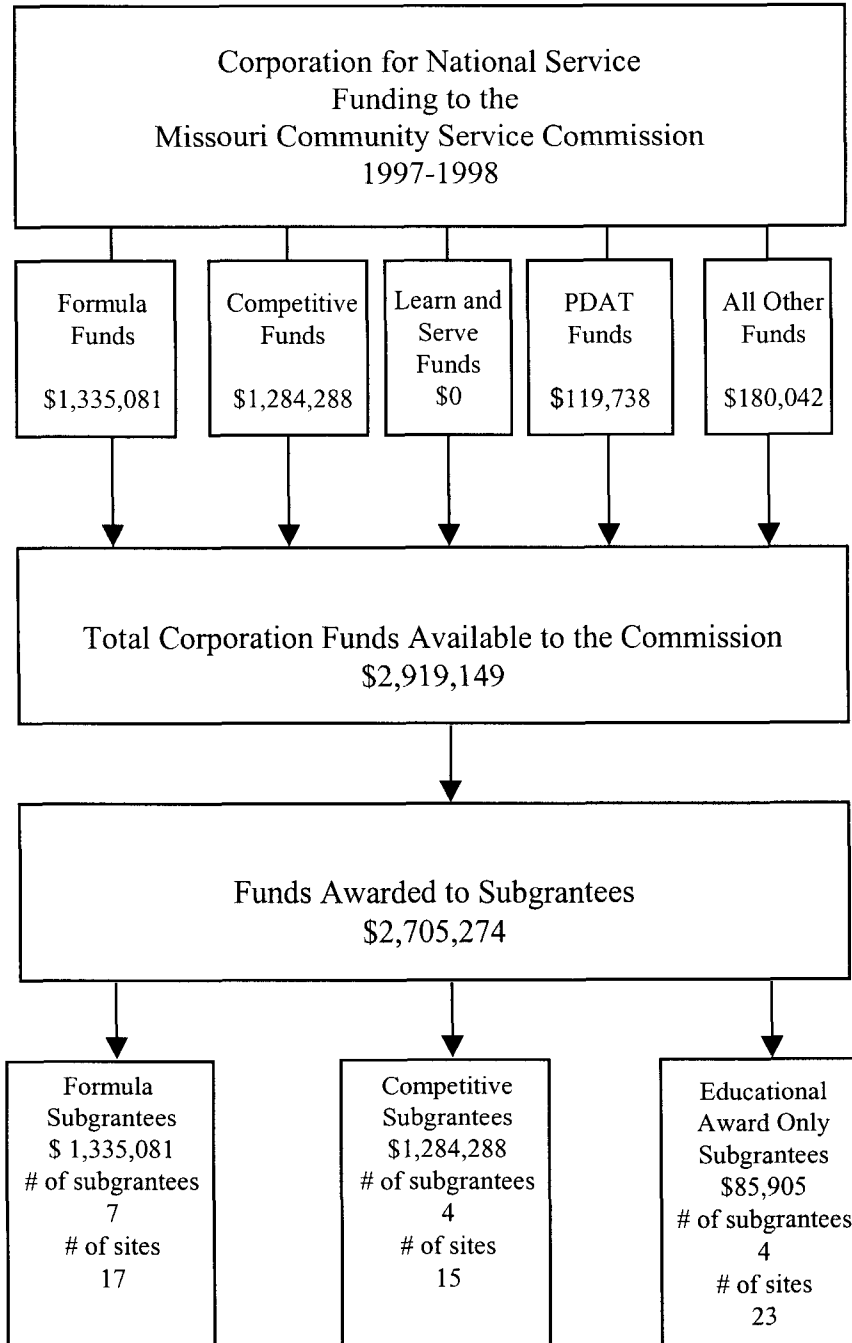 Corporation for National Service
Funding to the
Missouri Community Service Commission
1997-1998
Formula
Funds
$1,335,081
Competitive
Funds
$1,284,288
Learn and
Serve
Funds
$0
PDAT
Funds
$119,738
All Other
Funds
$180,042
Total Corporation Funds Available to the Commission
$2,919,149
Funds Awarded to Subgrantees
$2,705,274
Formula
Subgrantees
$ 1,335,081
# of subgrantees
7
# of sites
17
Competitive
Subgrantees
$1,284,288
# of subgrantees
4
# of sites
15
Educational
Award Only
Subgrantees
$85,905
# of subgrantees
4
# of sites
23